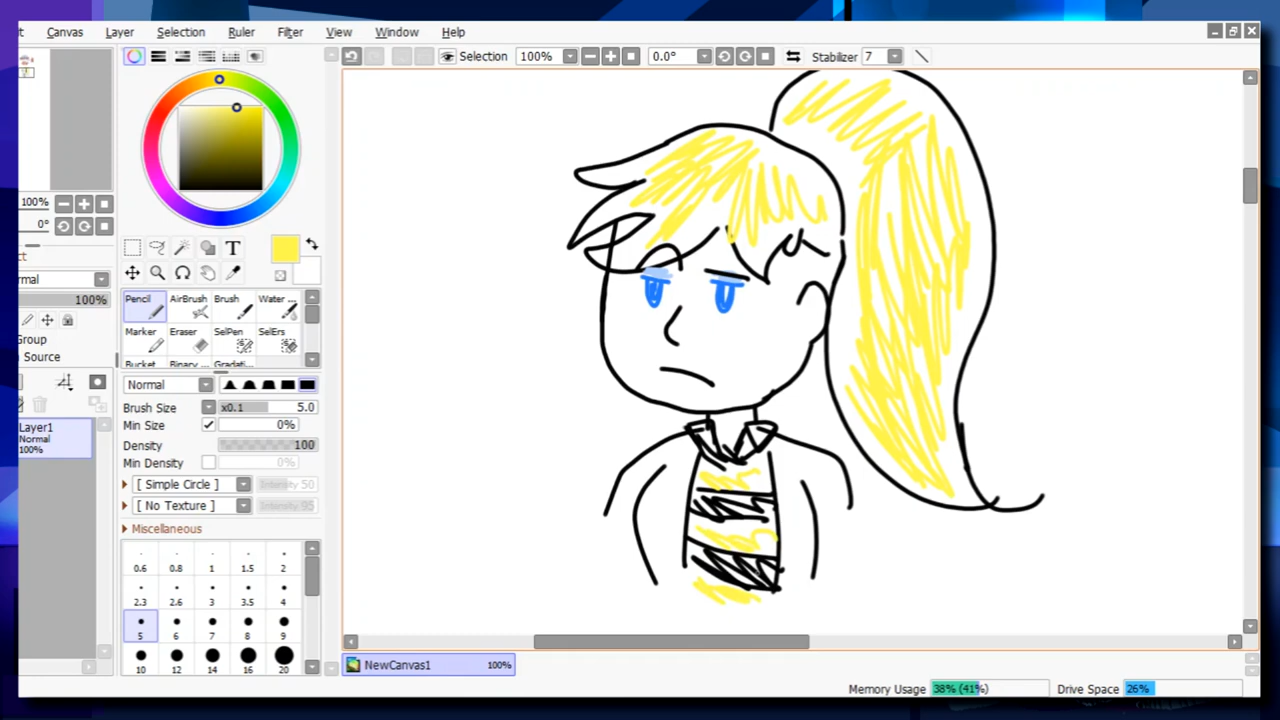 t Canvas Layer Selection Ruler Filter View Window Help
Selection 100% 0.0° Stabilizer 7
100%
0°
T
mal
100%
Group
Source
Layer1
Normal
100%
Pencil AirBrush Brush Water
Marker Eraser SelPen SelErs
Bucket Binary Gradati
Normal
Brush Size x0.1 5.0
Min Size 0%
Density 100
Min Density 0%
[ Simple Circle ] Intensity 50
[ No Texture ] Intensity 95
Miscellaneous
0.6 0.8 1 1.5 2
2.3 2.6 3 3.5 4
5 6 7 8 9
10 12 14 16 20
NewCanvas1 100%
Memory Usage 38% (41%) Drive Space 26%